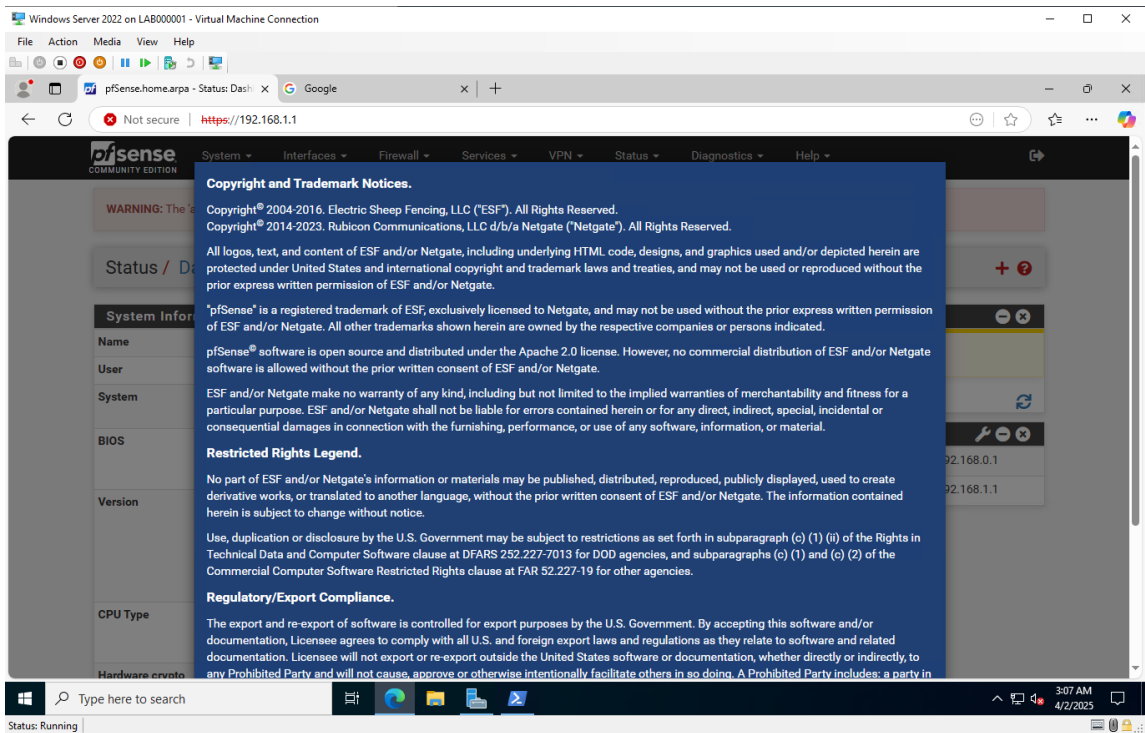 Windows Server 2022 on LAB000001 - Virtual Machine Connection
File Action Media View Help
pfSense.home.arpa - Status: Dash
Google
Not secure https://192.168.1.1
pfsense System Interfaces Firewall Services VPN Status Diagnostics Help
COMMUNITY EDITION
WARNING: The 'a
Status / Da
System Infor
Name
User
System
BIOS
Version
CPU Type
Hardware crypto
Copyright and Trademark Notices.
Copyright© 2004-2016. Electric Sheep Fencing, LLC ("ESF"). All Rights Reserved.
Copyright© 2014-2023. Rubicon Communications, LLC d/b/a Netgate ("Netgate"). All Rights Reserved.
All logos, text, and content of ESF and/or Netgate, including underlying HTML code, designs, and graphics used and/or depicted herein are
protected under United States and international copyright and trademark laws and treaties, and may not be used or reproduced without the
prior express written permission of ESF and/or Netgate.
"pfSense" is a registered trademark of ESF, exclusively licensed to Netgate, and may not be used without the prior express written permission
of ESF and/or Netgate. All other trademarks shown herein are owned by the respective companies or persons indicated.
pfSense© software is open source and distributed under the Apache 2.0 license. However, no commercial distribution of ESF and/or Netgate
software is allowed without the prior written consent of ESF and/or Netgate.
ESF and/or Netgate make no warranty of any kind, including but not limited to the implied warranties of merchantability and fitness for a
particular purpose. ESF and/or Netgate shall not be liable for errors contained herein or for any direct, indirect, special, incidental or
consequential damages in connection with the furnishing, performance, or use of any software, information, or material.
Restricted Rights Legend.
No part of ESF and/or Netgate's information or materials may be published, distributed, reproduced, publicly displayed, used to create
derivative works, or translated to another language, without the prior written consent of ESF and/or Netgate. The information contained
herein is subject to change without notice.
Use, duplication or disclosure by the U.S. Government may be subject to restrictions as set forth in subparagraph (c) (1) (ii) of the Rights in
Technical Data and Computer Software clause at DFARS 252.227-7013 for DOD agencies, and subparagraphs (c) (1) and (c) (2) of the
Commercial Computer Software Restricted Rights clause at FAR 52.227-19 for other agencies.
Regulatory/Export Compliance.
The export and re-export of software is controlled for export purposes by the U.S. Government. By accepting this software and/or
documentation, Licensee agrees to comply with all U.S. and foreign export laws and regulations as they relate to software and related
documentation. Licensee will not export or re-export outside the United States software or documentation, whether directly or indirectly, to
any Prohibited Party and will not cause, approve or otherwise intentionally facilitate others in so doing. A Prohibited Party includes: a party in
92.168.0.1
92.168.1.1
Type here to search
3:07 AM
4/2/2025
Status: Running